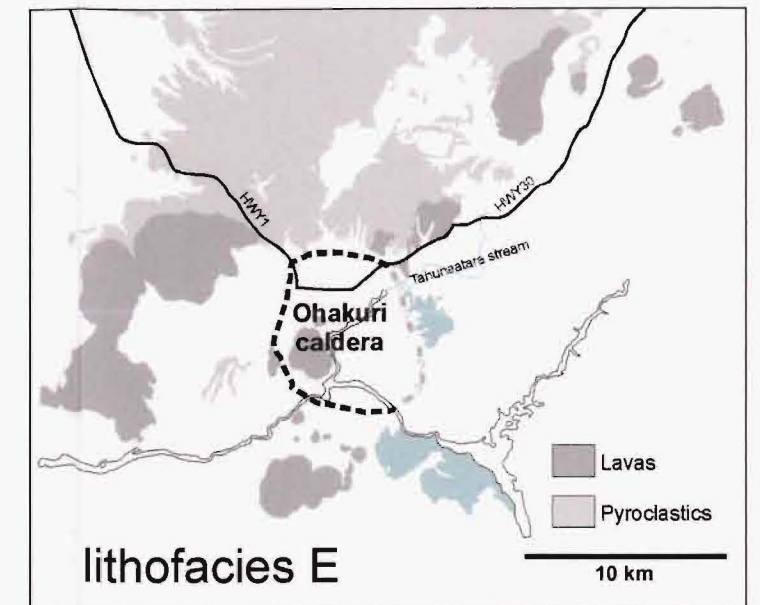 HWY1
HWY30
Tahunaatara stream
Ohakuri
caldera
Lavas
Pyroclastics
lithofacies E
10 km